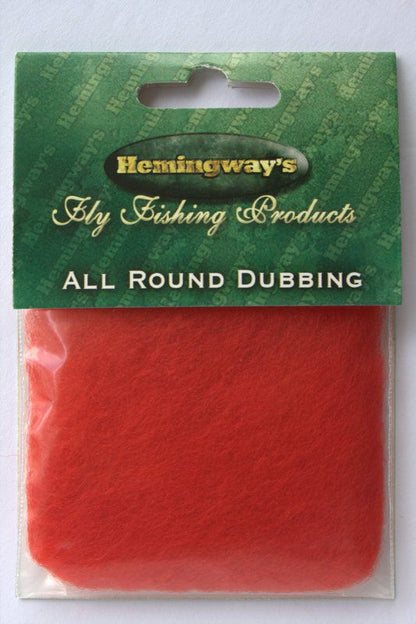 Hemingway's
Fly Fishing Products
ALL ROUND DUBBING